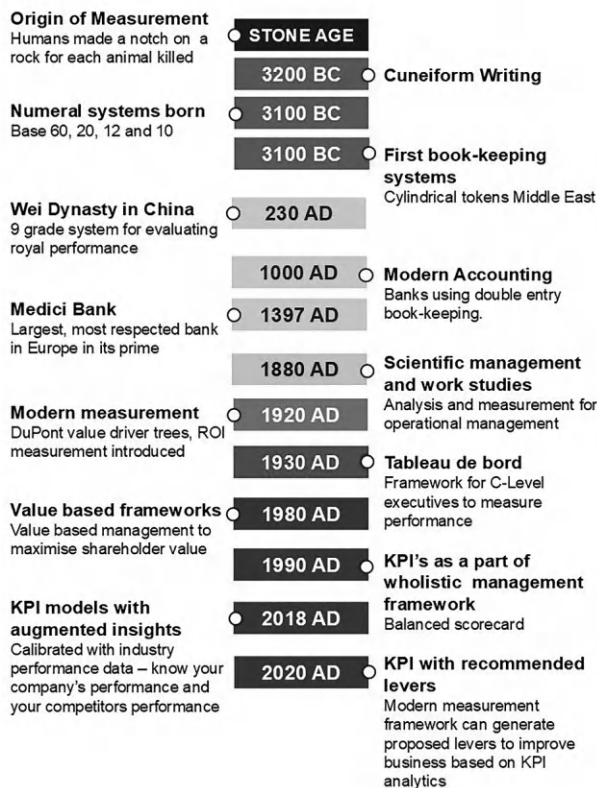 Origin of Measurement
Humans made a notch on a
rock for each animal killed
STONE AGE
3200 BC
Cuneiform Writing
Numeral systems born
Base 60, 20, 12 and 10
3100 BC
3100 BC
First book-keeping
systems
Cylindrical tokens Middle East
Wei Dynasty in China
9 grade system for evaluating
royal performance
230 AD
1000 AD
Modern Accounting
Banks using double entry
book-keeping.
Medici Bank
Largest, most respected bank
in Europe in its prime
1397 AD
1880 AD
Scientific management
and work studies
Analysis and measurement for
operational management
Modern measurement
DuPont value driver trees, ROI
measurement introduced
1920 AD
1930 AD
Tableau de bord
Framework for C-Level
executives to measure
performance
Value based frameworks
Value based management to
maximise shareholder value
1980 AD
1990 AD
KPI's as a part of
wholistic management
framework
Balanced scorecard
KPI models with
augmented insights
Calibrated with industry
performance data – know your
company's performance and
your competitors performance
2018 AD
2020 AD
KPI with recommended
levers
Modern measurement
framework can generate
proposed levers to improve
business based on KPI
analytics